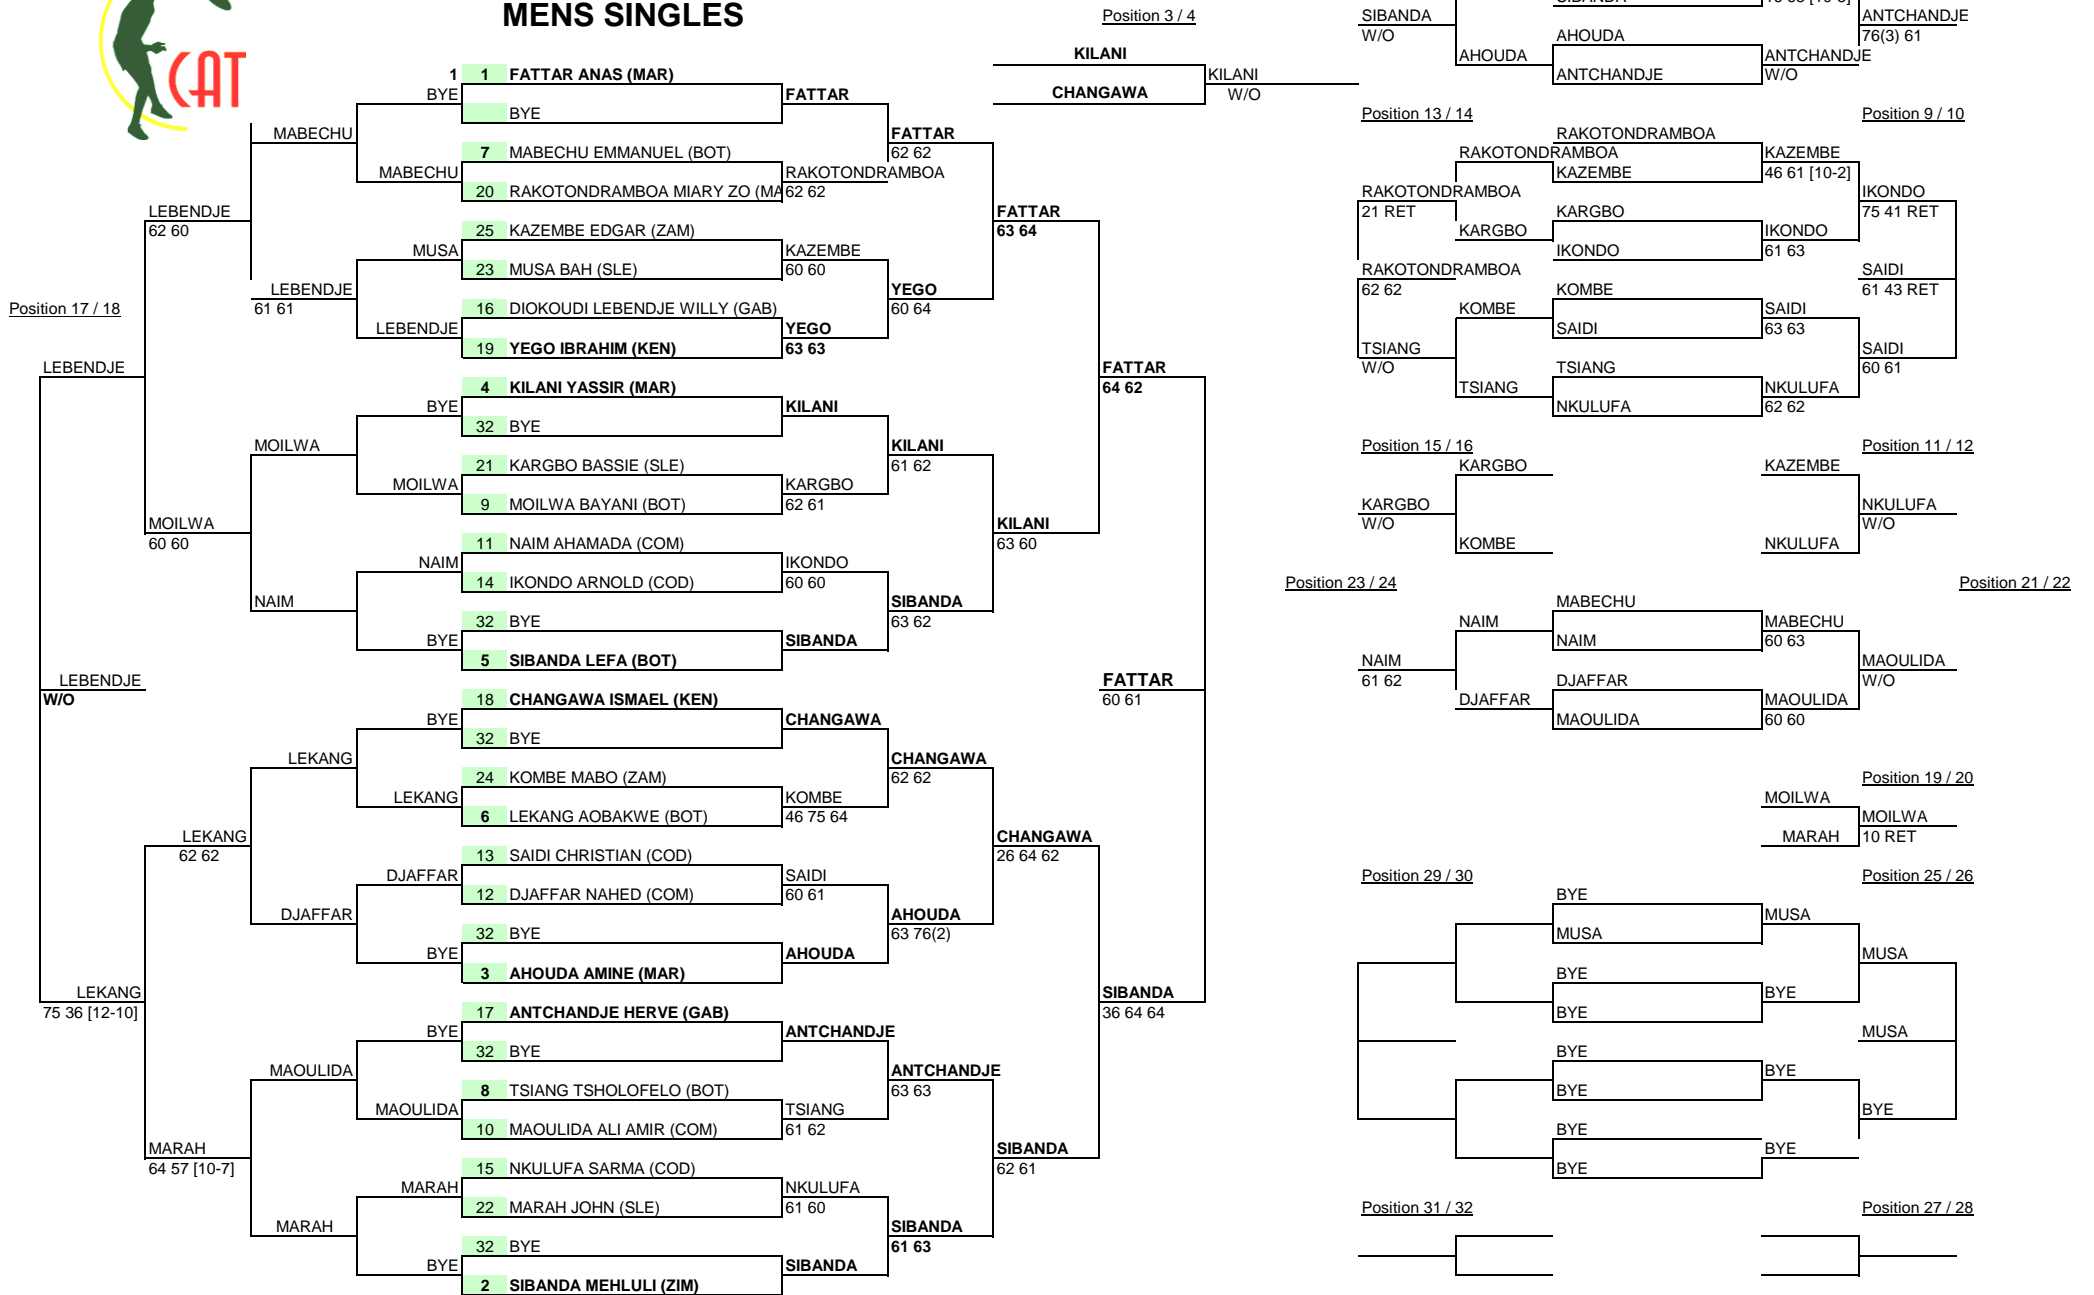 MENS SINGLES
CAT
Position 3 / 4
KILANI
CHANGAWA
KILANI
W/O
SIBANDA
W/O
AHOUDA
AHOUDA
ANTCHANDJE
ANTCHANDJE
W/O
ANTCHANDJE
76(3) 61
1 1 FATTAR ANAS (MAR)
BYE
BYE
FATTAR
MABECHU
FATTAR
62 62
7 MABECHU EMMANUEL (BOT)
MABECHU
RAKOTONDRAMBOA
20 RAKOTONDRAMBOA MIARY ZO (MA
62 62
LEBENDJE
62 60
FATTAR
63 64
25 KAZEMBE EDGAR (ZAM)
MUSA
KAZEMBE
23 MUSA BAH (SLE)
60 60
LEBENDJE
61 61
YEGO
60 64
16 DIOKOUDI LEBENDJE WILLY (GAB)
LEBENDJE
YEGO
19 YEGO IBRAHIM (KEN)
63 63
Position 17 / 18
LEBENDJE
FATTAR
64 62
4 KILANI YASSIR (MAR)
BYE
KILANI
32 BYE
MOILWA
KILANI
61 62
21 KARGBO BASSIE (SLE)
MOILWA
KARGBO
9 MOILWA BAYANI (BOT)
62 61
MOILWA
60 60
KILANI
63 60
11 NAIM AHAMADA (COM)
NAIM
IKONDO
14 IKONDO ARNOLD (COD)
60 60
NAIM
SIBANDA
63 62
32 BYE
BYE
SIBANDA
5 SIBANDA LEFA (BOT)
LEBENDJE
W/O
FATTAR
60 61
18 CHANGAWA ISMAEL (KEN)
BYE
CHANGAWA
32 BYE
LEKANG
CHANGAWA
62 62
24 KOMBE MABO (ZAM)
LEKANG
KOMBE
6 LEKANG AOBAKWE (BOT)
46 75 64
LEKANG
62 62
CHANGAWA
26 64 62
13 SAIDI CHRISTIAN (COD)
DJAFFAR
SAIDI
12 DJAFFAR NAHED (COM)
60 61
DJAFFAR
AHOUDA
63 76(2)
32 BYE
BYE
AHOUDA
3 AHOUDA AMINE (MAR)
LEKANG
75 36 [12-10]
SIBANDA
36 64 64
17 ANTCHANDJE HERVE (GAB)
BYE
ANTCHANDJE
32 BYE
MAOULIDA
ANTCHANDJE
63 63
8 TSIANG TSHOLOFELO (BOT)
MAOULIDA
TSIANG
10 MAOULIDA ALI AMIR (COM)
61 62
MARAH
64 57 [10-7]
SIBANDA
62 61
15 NKULUFA SARMA (COD)
MARAH
NKULUFA
22 MARAH JOHN (SLE)
61 60
MARAH
SIBANDA
61 63
32 BYE
BYE
SIBANDA
2 SIBANDA MEHLULI (ZIM)
Position 13 / 14
Position 9 / 10
RAKOTONDRAMBOA
RAKOTONDRAMBOA
KAZEMBE
KAZEMBE
46 61 [10-2]
RAKOTONDRAMBOA
21 RET
IKONDO
75 41 RET
KARGBO
KARGBO
IKONDO
IKONDO
61 63
RAKOTONDRAMBOA
62 62
SAIDI
61 43 RET
KOMBE
KOMBE
SAIDI
SAIDI
63 63
TSIANG
W/O
SAIDI
60 61
TSIANG
TSIANG
NKULUFA
NKULUFA
62 62
Position 15 / 16
Position 11 / 12
KARGBO
KAZEMBE
KARGBO
W/O
NKULUFA
W/O
KOMBE
NKULUFA
Position 23 / 24
Position 21 / 22
MABECHU
NAIM
MABECHU
NAIM
60 63
NAIM
61 62
MAOULIDA
W/O
DJAFFAR
DJAFFAR
MAOULIDA
MAOULIDA
60 60
Position 19 / 20
MOILWA
MOILWA
MARAH
10 RET
Position 29 / 30
Position 25 / 26
BYE
MUSA
MUSA
MUSA
BYE
BYE
BYE
MUSA
BYE
BYE
BYE
BYE
BYE
BYE
BYE
Position 31 / 32
Position 27 / 28